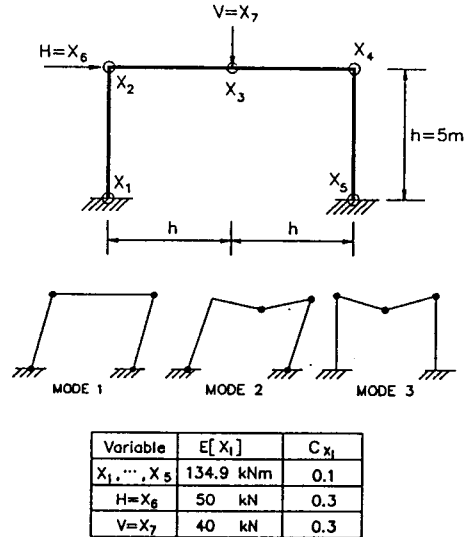 V=X7
H=X6
X2
X3
X4
h=5m
X1
X5
h
h
MODE 1
MODE 2
MODE 3
Variable E[Xi] CXi
X1,···,X5 134.9 kNm 0.1
H=X6 50 kN 0.3
V=X7 40 kN 0.3